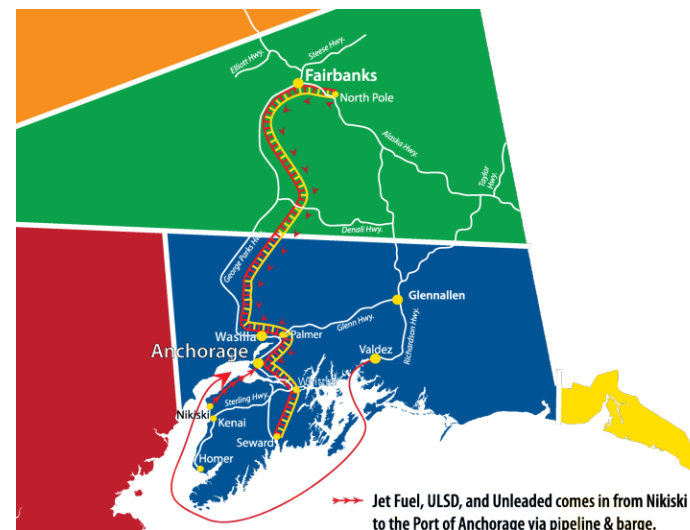 Elliott Hwy.
Steese Hwy.
Fairbanks
North Pole
Alaska Hwy.
Taylor
Hwy.
Denali Hwy.
George Parks Hwy.
Glennallen
Glenn Hwy.
Richardson Hwy.
Wasilla
Palmer
Anchorage
Valdez
Sterling Hwy.
Nikiski
Kenai
Seward
Homer
Jet Fuel, ULSD, and Unleaded comes in from Nikiski
to the Port of Anchorage via pipeline & barge.